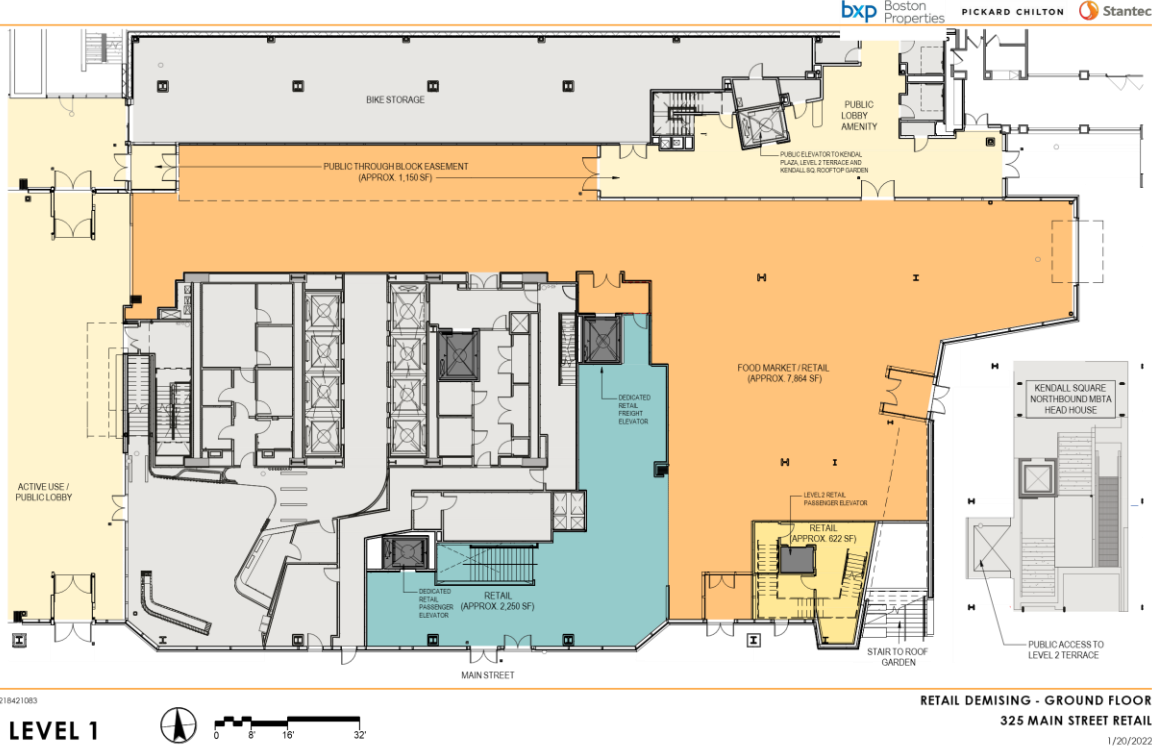 bxp Boston
Properties
PICKARD CHILTON
Stantec
BIKE STORAGE
PUBLIC
LOBBY
AMENITY
PUBLIC THROUGH BLOCK EASEMENT
(APPROX. 1,150 SF)
PUBLIC ELEVATOR TO KENDAL
PLAZA, LEVEL 2 TERRACE AND
KENDALL SQ. ROOFTOP GARDEN
FOOD MARKET / RETAIL
(APPROX. 7,864 SF)
KENDALL SQUARE
NORTHBOUND MBTA
HEAD HOUSE
DEDICATED
RETAIL
FREIGHT
ELEVATOR
ACTIVE USE /
PUBLIC LOBBY
LEVEL 2 RETAIL
PASSENGER ELEVATOR
RETAIL
(APPROX. 622 SF)
DEDICATED
RETAIL
PASSENGER
ELEVATOR
RETAIL
(APPROX. 2,250 SF)
STAIR TO ROOF
GARDEN
PUBLIC ACCESS TO
LEVEL 2 TERRACE
MAIN STREET
218421083
LEVEL 1
0 8' 16' 32'
RETAIL DEMISING - GROUND FLOOR
325 MAIN STREET RETAIL
1/20/2022